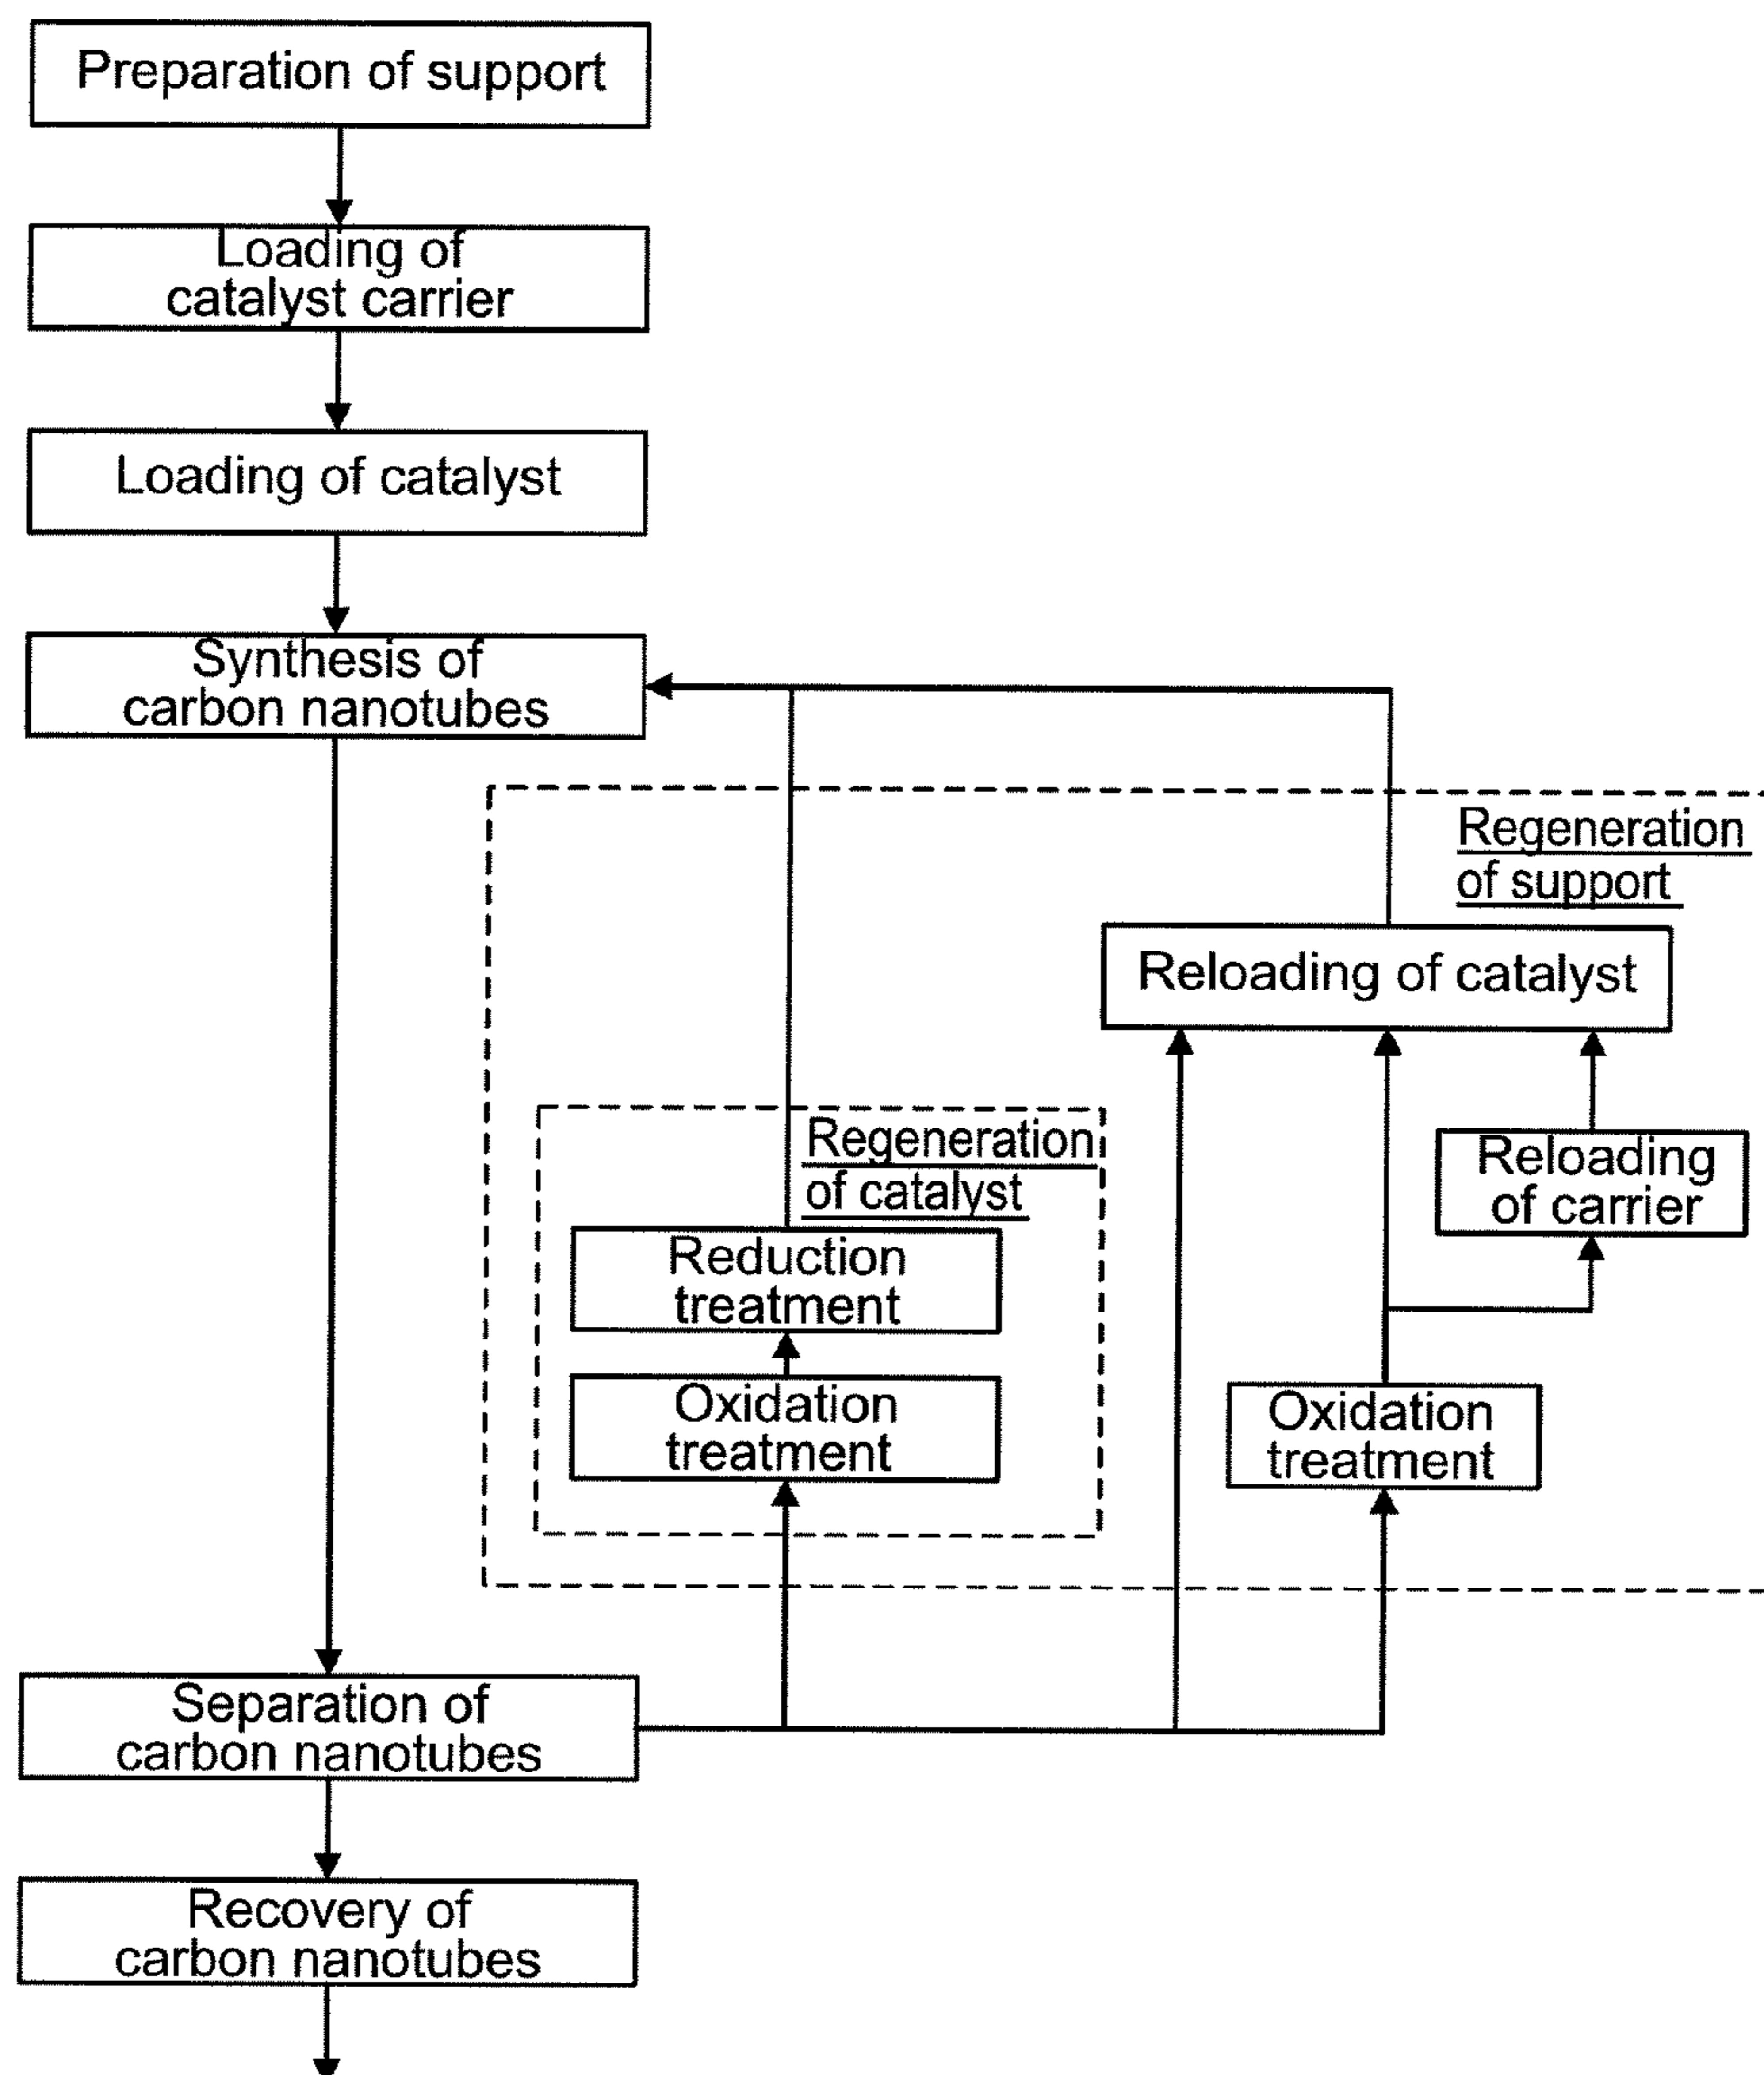 Preparation of support
Loading of
catalyst carrier
Loading of catalyst
Synthesis of
carbon nanotubes
Regeneration
of support
Reloading of catalyst
Regeneration
of catalyst
Reloading
of carrier
Reduction
treatment
Oxidation
treatment
Oxidation
treatment
Separation of
carbon nanotubes
Recovery of
carbon nanotubes